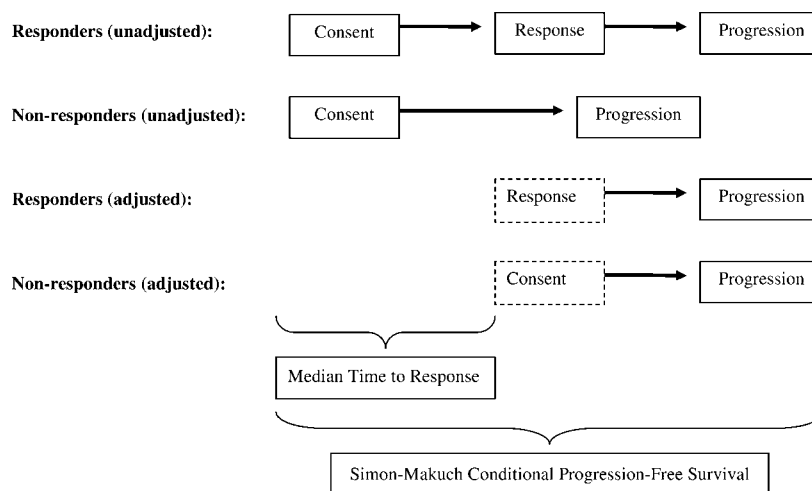 Responders (unadjusted): Consent Response Progression
Non-responders (unadjusted): Consent Progression
Responders (adjusted): Response Progression
Non-responders (adjusted): Consent Progression
Median Time to Response
Simon-Makuch Conditional Progression-Free Survival